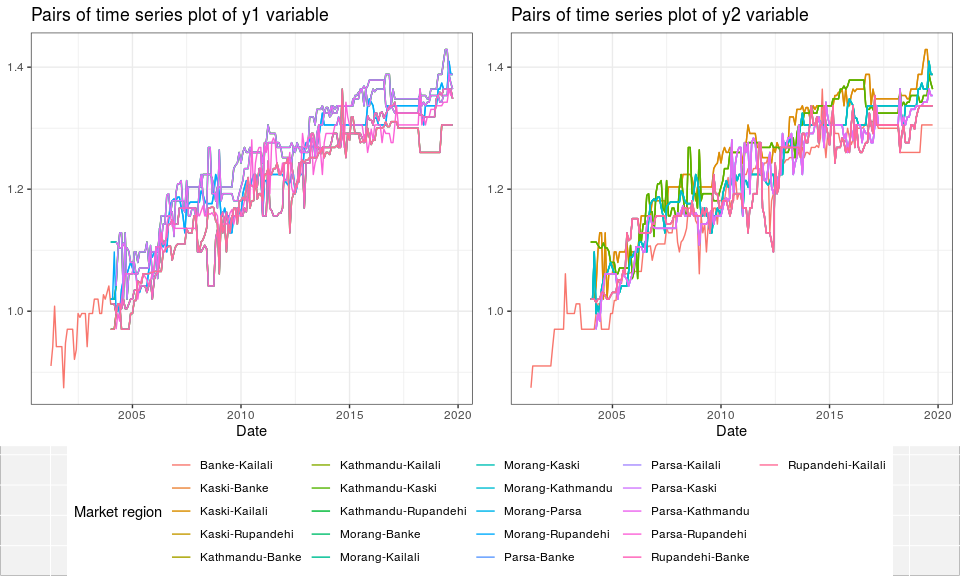 Pairs of time series plot of y1 variable
Pairs of time series plot of y2 variable
1.4
1.2
1.0
2005 2010 2015 2020
Date
1.4
1.2
1.0
2005 2010 2015 2020
Date
Market region
Banke-Kailali
Kaski-Banke
Kaski-Kailali
Kaski-Rupandehi
Kathmandu-Banke
Kathmandu-Kailali
Kathmandu-Kaski
Kathmandu-Rupandehi
Morang-Banke
Morang-Kailali
Morang-Kaski
Morang-Kathmandu
Morang-Parsa
Morang-Rupandehi
Parsa-Banke
Parsa-Kailali
Parsa-Kaski
Parsa-Kathmandu
Parsa-Rupandehi
Rupandehi-Banke
Rupandehi-Kailali